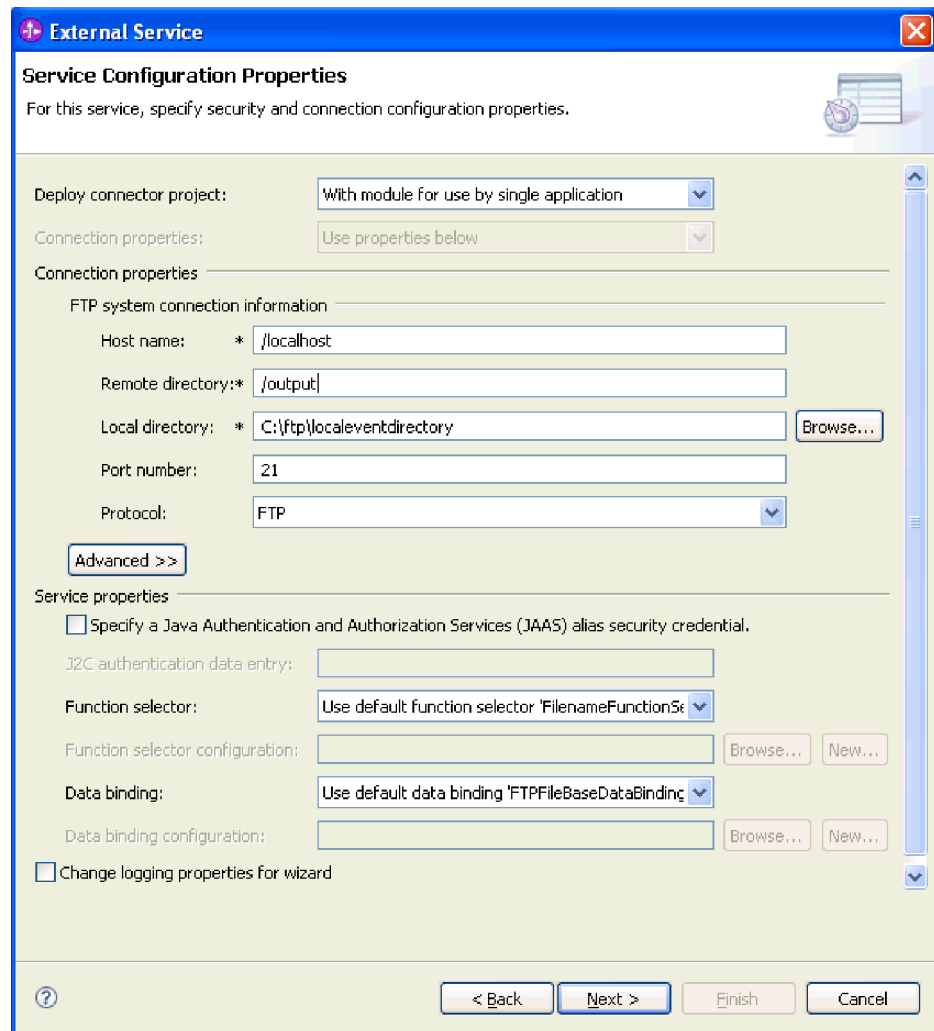 External Service
Service Configuration Properties
For this service, specify security and connection configuration properties.
Deploy connector project: With module for use by single application
Connection properties: Use properties below
Connection properties
FTP system connection information
Host name: * /localhost
Remote directory:* /output
Local directory: * C:\ftp\localeventdirectory Browse...
Port number: 21
Protocol: FTP
Advanced >>
Service properties
Specify a Java Authentication and Authorization Services (JAAS) alias security credential.
J2C authentication data entry:
Function selector: Use default function selector 'FilenameFunctionSe
Function selector configuration: Browse... New...
Data binding: Use default data binding 'FTPFileBaseDataBinding
Data binding configuration: Browse... New...
Change logging properties for wizard
? < Back Next > Finish Cancel